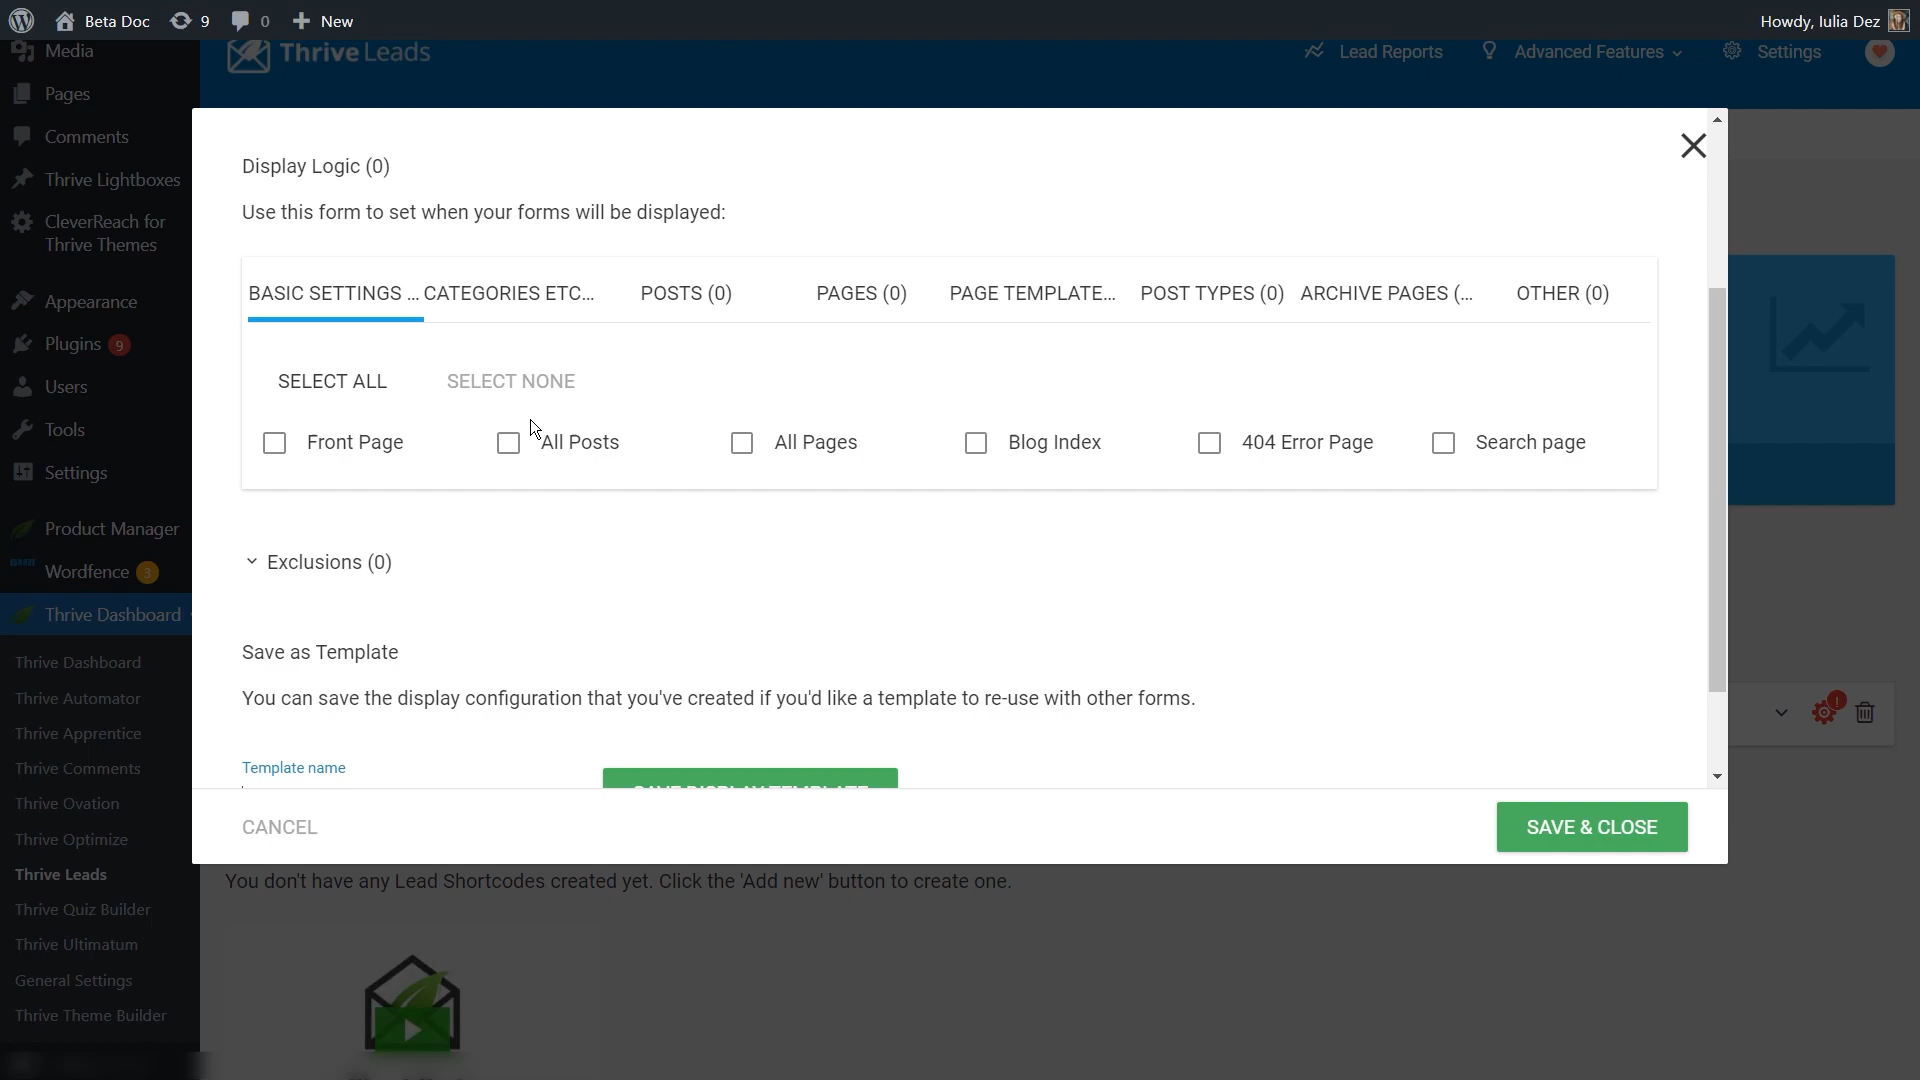 Beta Doc 9 0 New Howdy, Iulia Dez
Media
Pages
Comments
Thrive Lightboxes
CleverReach for
Thrive Themes
Appearance
Plugins 9
Users
Tools
Settings
Product Manager
Wordfence 3
Thrive Dashboard
Thrive Dashboard
Thrive Automator
Thrive Apprentice
Thrive Comments
Thrive Ovation
Thrive Optimize
Thrive Leads
Thrive Quiz Builder
Thrive Ultimatum
General Settings
Thrive Theme Builder
Thrive Leads Lead Reports Advanced Features Settings
Display Logic (0)
Use this form to set when your forms will be displayed:
BASIC SETTINGS ... CATEGORIES ETC... POSTS (0) PAGES (0) PAGE TEMPLATE... POST TYPES (0) ARCHIVE PAGES (... OTHER (0)
SELECT ALL SELECT NONE
Front Page All Posts All Pages Blog Index 404 Error Page Search page
Exclusions (0)
Save as Template
You can save the display configuration that you've created if you'd like a template to re-use with other forms.
Template name
SAVE DISPLAY TEMPLATE
!
CANCEL SAVE & CLOSE
You don't have any Lead Shortcodes created yet. Click the 'Add new' button to create one.